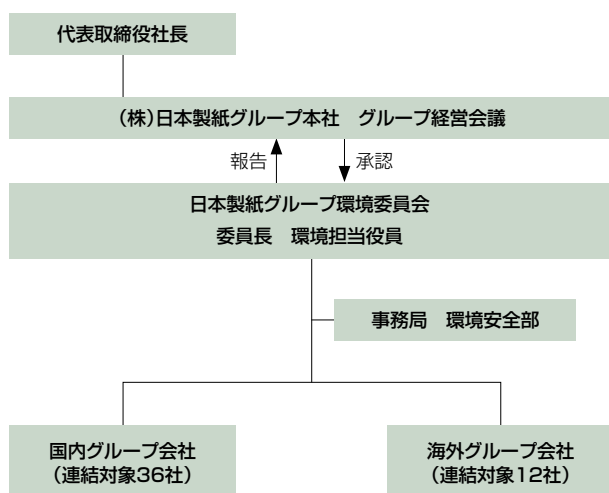 代表取締役社長
(株)日本製紙グループ本社　グループ経営会議
報告
承認
日本製紙グループ環境委員会
委員長　環境担当役員
事務局　環境安全部
国内グループ会社
(連結対象36社)
海外グループ会社
(連結対象12社)